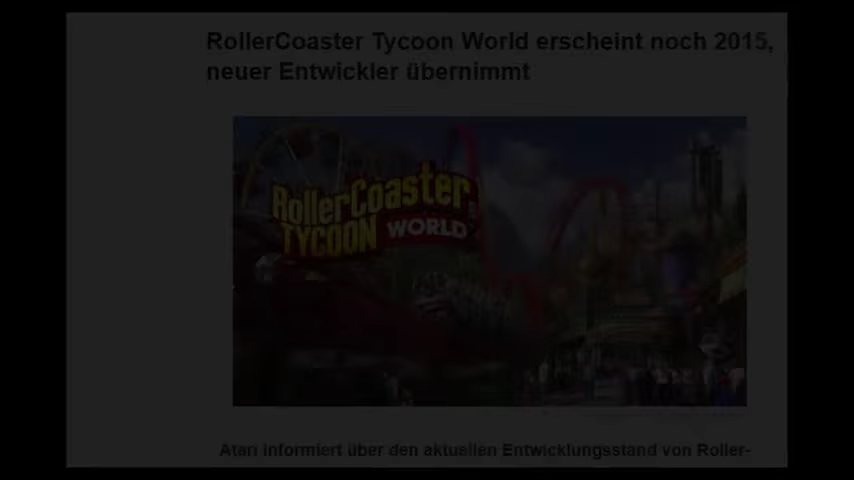 RollerCoaster Tycoon World erscheint noch 2015,
neuer Entwickler übernimmt
RollerCoaster
TYCOON WORLD
Atari informiert über den aktuellen Entwicklungsstand von Roller-